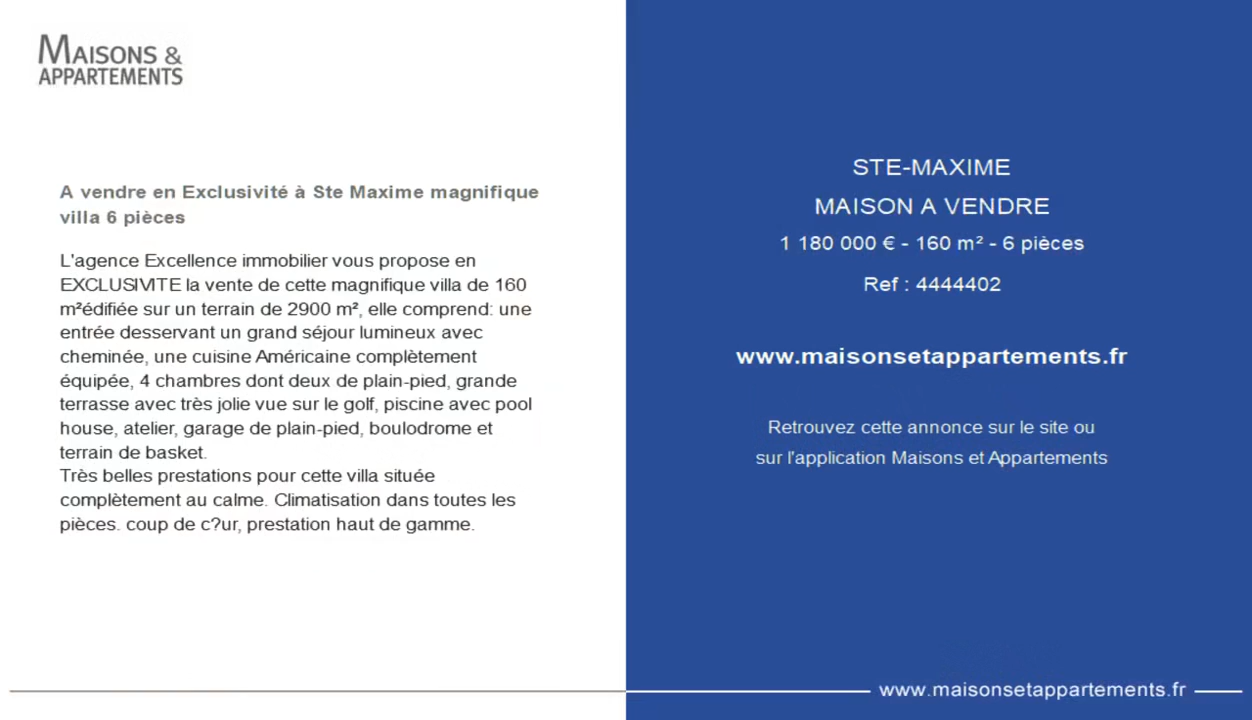 MAISONS &
APPARTEMENTS
A vendre en Exclusivité à Ste Maxime magnifique
villa 6 pièces
L'agence Excellence immobilier vous propose en
EXCLUSIVITE la vente de cette magnifique villa de 160
m²édifiée sur un terrain de 2900 m², elle comprend: une
entrée desservant un grand séjour lumineux avec
cheminée, une cuisine Américaine complètement
équipée, 4 chambres dont deux de plain-pied, grande
terrasse avec très jolie vue sur le golf, piscine avec pool
house, atelier, garage de plain-pied, boulodrome et
terrain de basket.
Très belles prestations pour cette villa située
complètement au calme. Climatisation dans toutes les
pièces. coup de c?ur, prestation haut de gamme.
STE-MAXIME
MAISON A VENDRE
1 180 000 € - 160 m² - 6 pièces
Ref : 4444402
www.maisonsetappartements.fr
Retrouvez cette annonce sur le site ou
sur l'application Maisons et Appartements
www.maisonsetappartements.fr